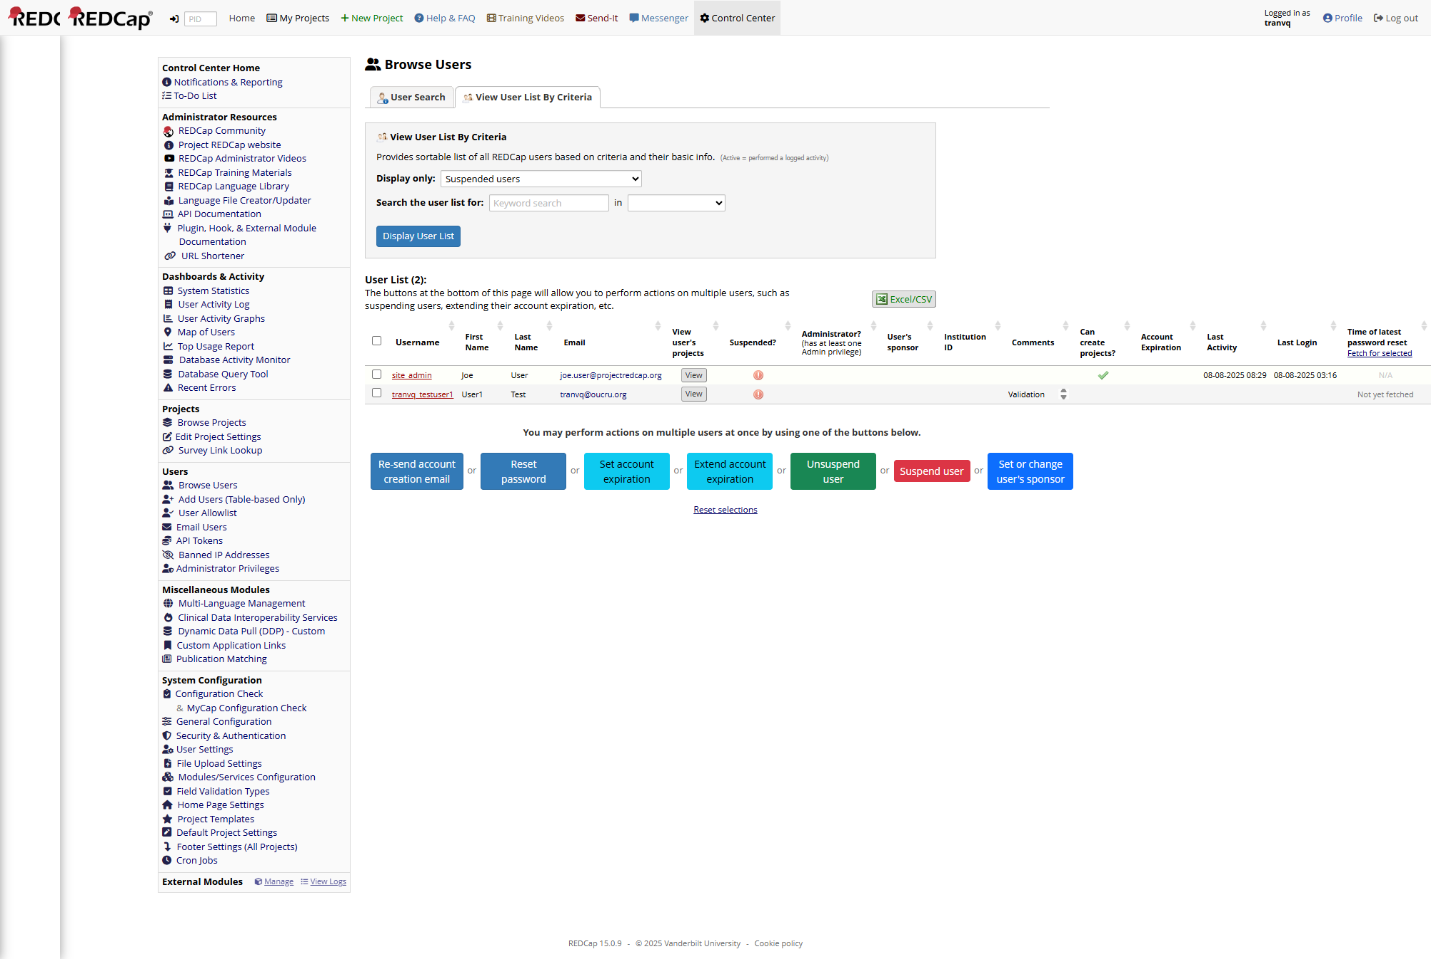 REDCap REDCap PID Home My Projects New Project Help & FAQ Training Videos Send-It Messenger Control Center Logged in as tranvq Profile Log out
Control Center Home
Notifications & Reporting
To-Do List
Administrator Resources
REDCap Community
Project REDCap website
REDCap Administrator Videos
REDCap Training Materials
REDCap Language Library
Language File Creator/Updater
API Documentation
Plugin, Hook, & External Module
Documentation
URL Shortener
Dashboards & Activity
System Statistics
User Activity Log
User Activity Graphs
Map of Users
Top Usage Report
Database Activity Monitor
Database Query Tool
Recent Errors
Projects
Browse Projects
Edit Project Settings
Survey Link Lookup
Users
Browse Users
Add Users (Table-based Only)
User Allowlist
Email Users
API Tokens
Banned IP Addresses
Administrator Privileges
Miscellaneous Modules
Multi-Language Management
Clinical Data Interoperability Services
Dynamic Data Pull (DDP) - Custom
Custom Application Links
Publication Matching
System Configuration
Configuration Check
& MyCap Configuration Check
General Configuration
Security & Authentication
User Settings
File Upload Settings
Modules/Services Configuration
Field Validation Types
Home Page Settings
Project Templates
Default Project Settings
Footer Settings (All Projects)
Cron Jobs
External Modules Manage View Logs
Browse Users
User Search View User List By Criteria
View User List By Criteria
Provides sortable list of all REDCap users based on criteria and their basic info. (Active = performed a logged activity)
Display only: Suspended users
Search the user list for: Keyword search in
Display User List
User List (2):
The buttons at the bottom of this page will allow you to perform actions on multiple users, such as
suspending users, extending their account expiration, etc.
Excel/CSV
Username First Name Last Name Email View user's projects Suspended? Administrator? (has at least one Admin privilege) User's sponsor Institution ID Comments Can create projects? Account Expiration Last Activity Last Login Time of latest password reset Fetch for selected
site_admin Joe User joe.user@projectredcap.org View 08-08-2025 08:29 08-08-2025 03:16 N/A
tranvq_testuser1 User1 Test tranvq@oucru.org View Validation Not yet fetched
You may perform actions on multiple users at once by using one of the buttons below.
Re-send account creation email or Reset password or Set account expiration or Extend account expiration or Unsuspend user or Suspend user or Set or change user's sponsor
Reset selections
REDCap 15.0.9 - © 2025 Vanderbilt University - Cookie policy